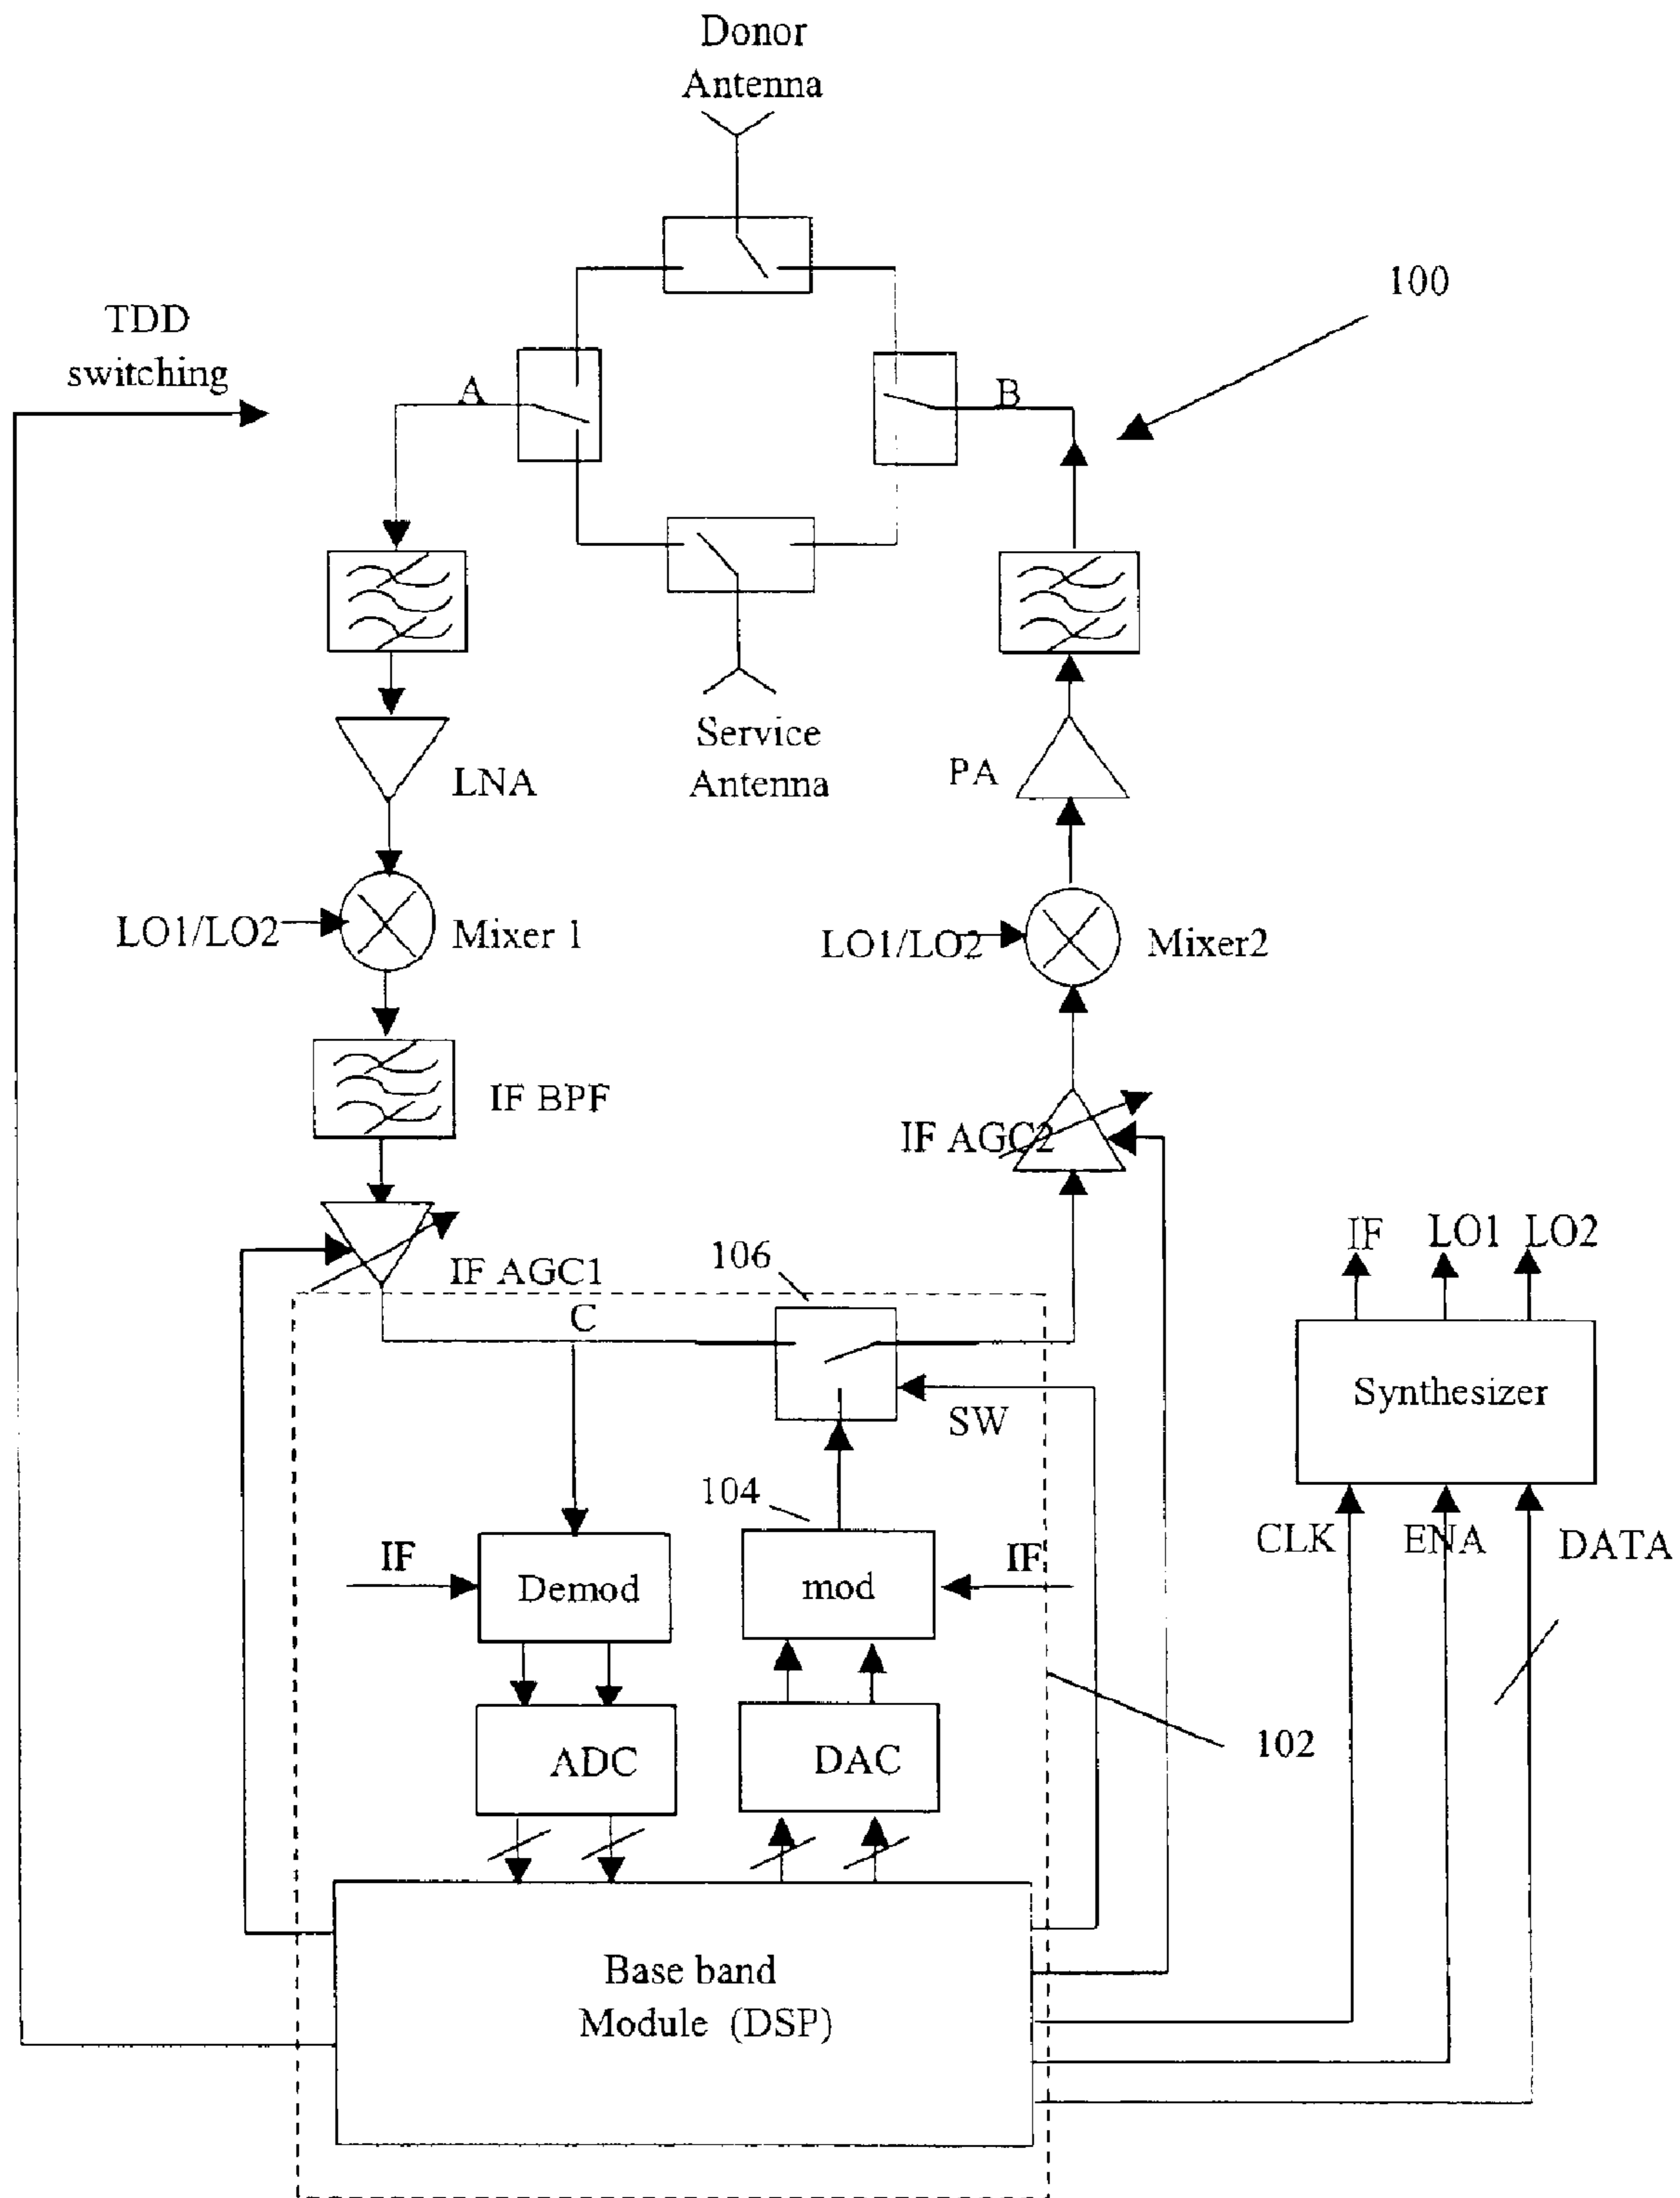 Donor
Antenna
100
TDD
switching
A
B
Service
Antenna
LNA
PA
LO1/LO2
Mixer 1
LO1/LO2
Mixer2
IF BPF
IF AGC2
IF AGC1
106
C
IF
LO1
LO2
Synthesizer
SW
104
CLK
ENA
DATA
IF
Demod
mod
IF
102
ADC
DAC
Base band
Module (DSP)